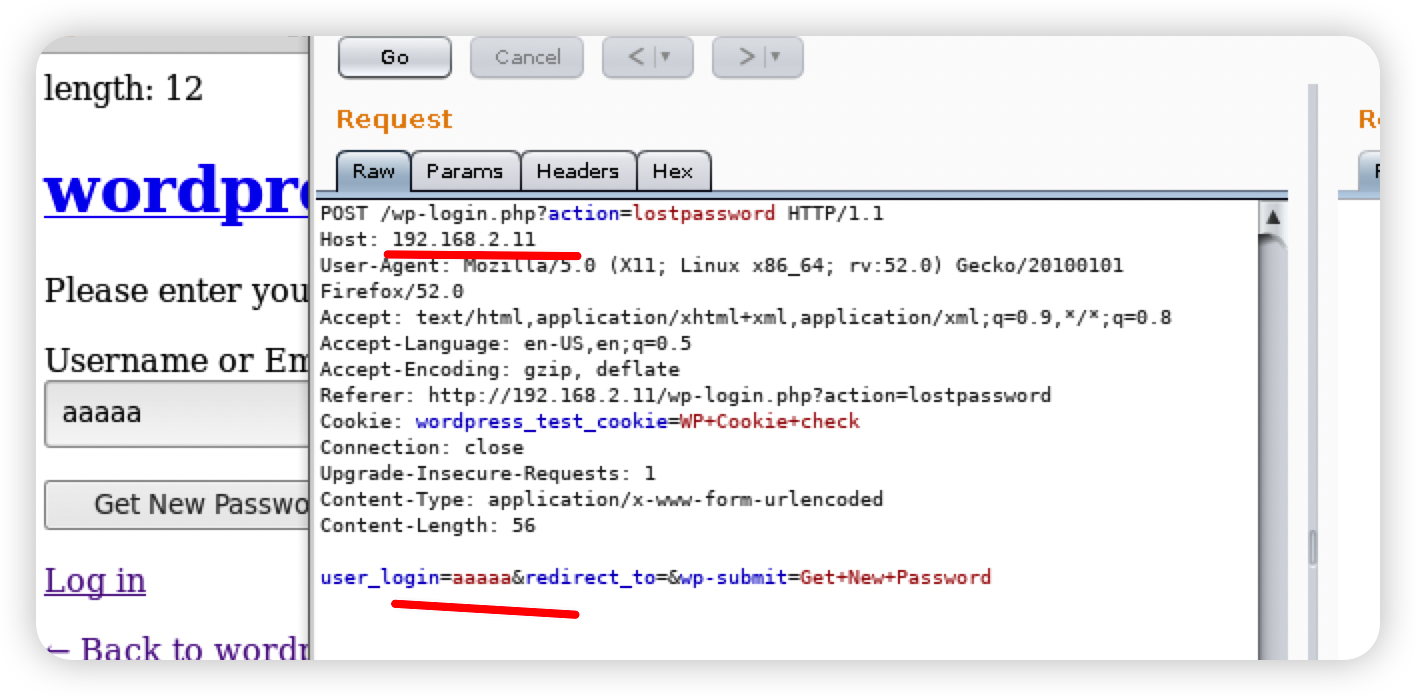 length: 12
wordpre
Please enter you
Username or Em
aaaaa
Get New Passwo
Log in
← Back to wordp
Go
Cancel
< | ▼
> | ▼
Request
Raw
Params
Headers
Hex
POST /wp-login.php?action=lostpassword HTTP/1.1
Host: 192.168.2.11
User-Agent: Mozilla/5.0 (X11; Linux x86_64; rv:52.0) Gecko/20100101
Firefox/52.0
Accept: text/html,application/xhtml+xml,application/xml;q=0.9,*/*;q=0.8
Accept-Language: en-US,en;q=0.5
Accept-Encoding: gzip, deflate
Referer: http://192.168.2.11/wp-login.php?action=lostpassword
Cookie: wordpress_test_cookie=WP+Cookie+check
Connection: close
Upgrade-Insecure-Requests: 1
Content-Type: application/x-www-form-urlencoded
Content-Length: 56
user_login=aaaaa&redirect_to=&wp-submit=Get+New+Password